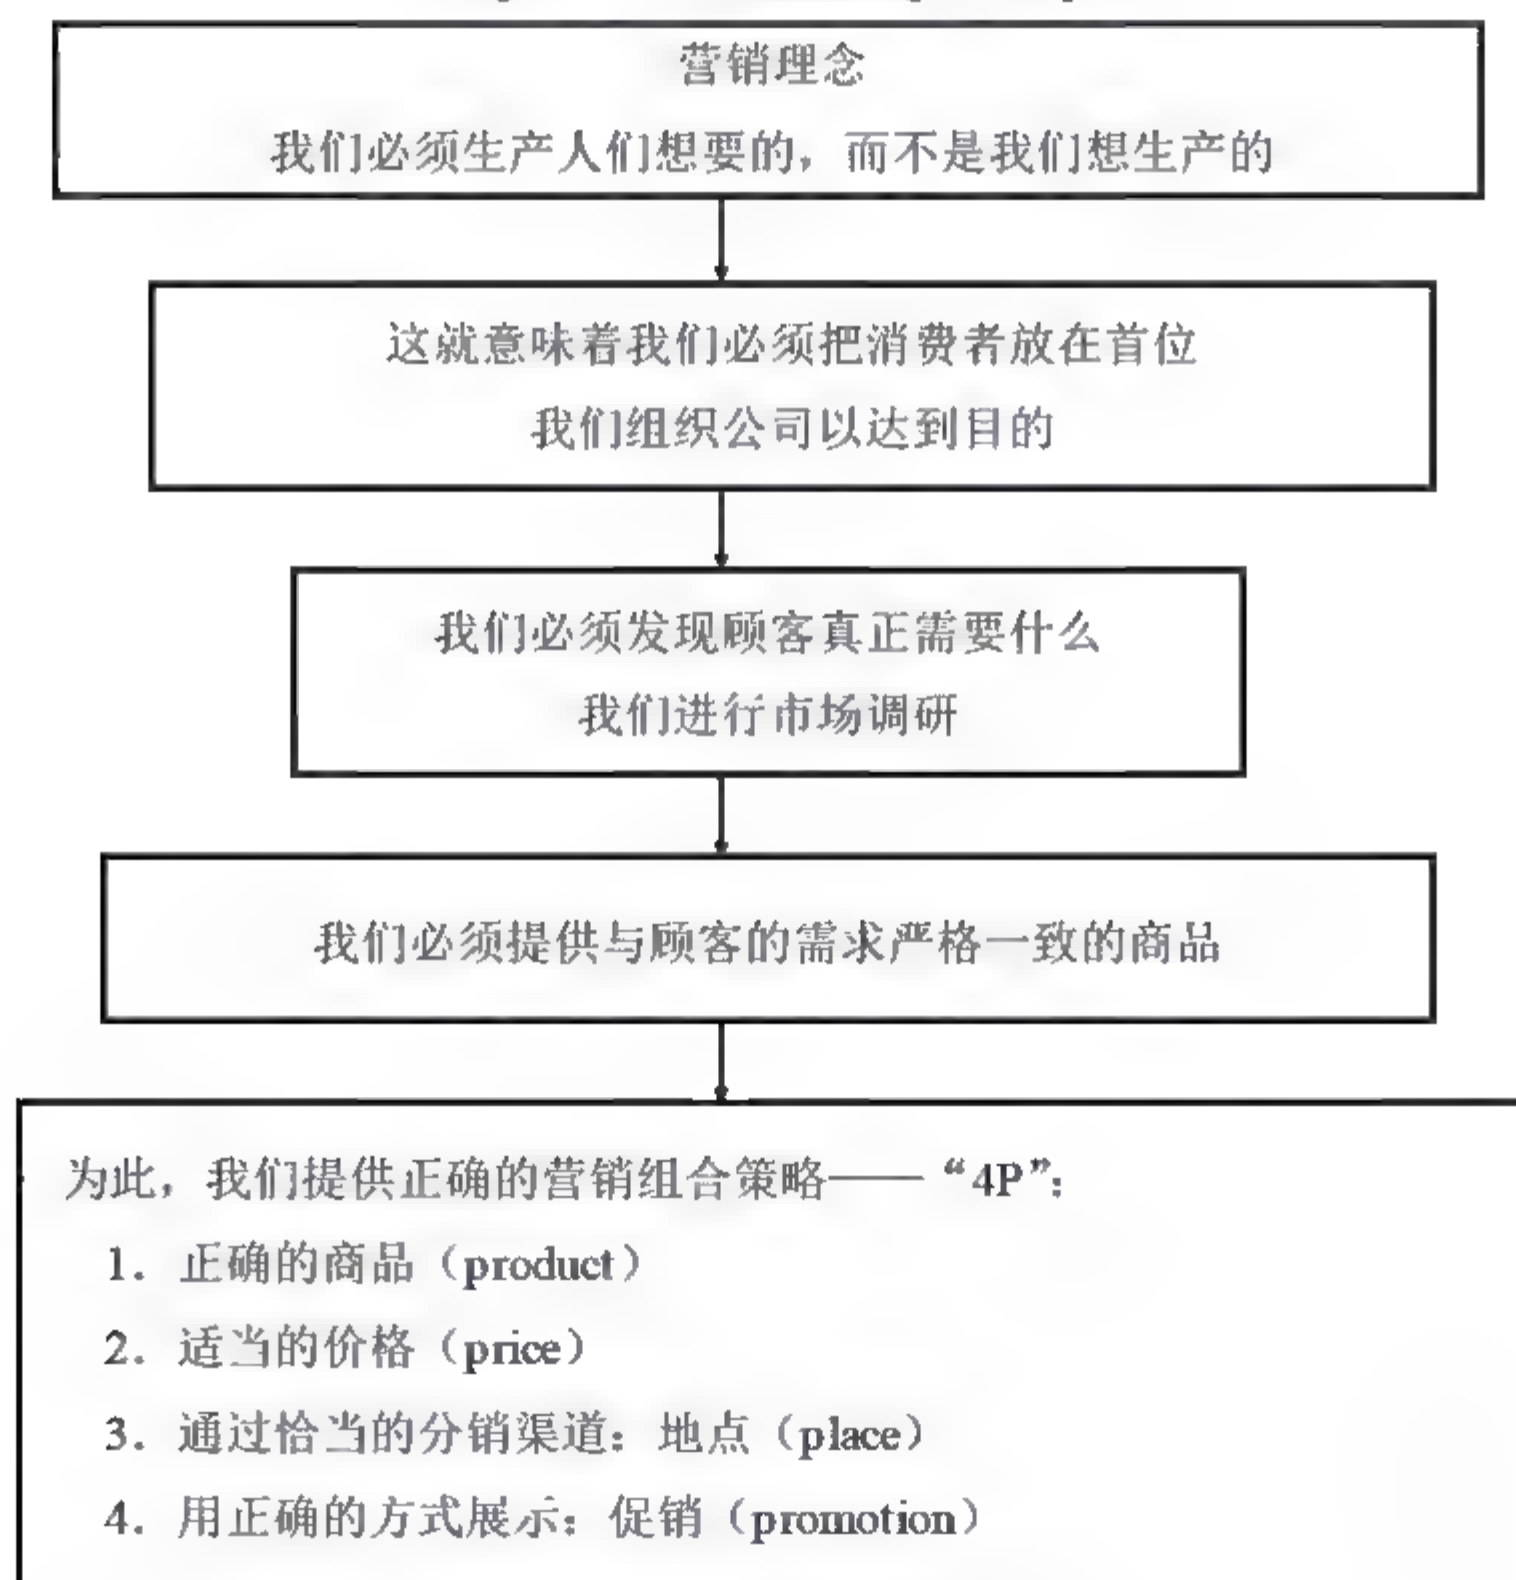 营销理念
我们必须生产人们想要的，而不是我们想生产的
这就意味着我们必须把消费者放在首位
我们组织公司以达到目的
我们必须发现顾客真正需要什么
我们进行市场调研
我们必须提供与顾客的需求严格一致的商品
为此，我们提供正确的营销组合策略——“4P”：
1. 正确的商品（product）
2. 适当的价格（price）
3. 通过恰当的分销渠道：地点（place）
4. 用正确的方式展示：促销（promotion）